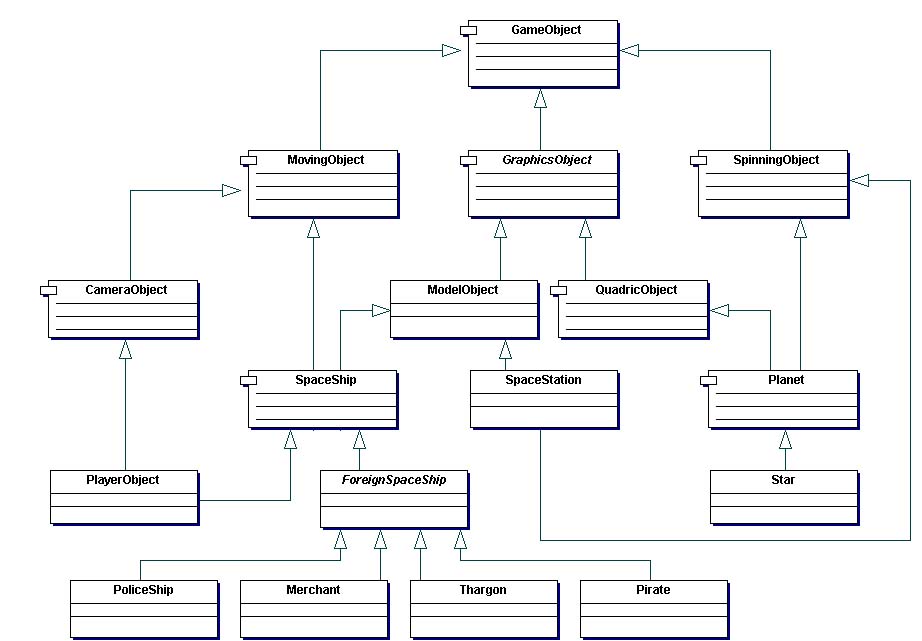 GameObject
MovingObject
GraphicsObject
SpinningObject
CameraObject
ModelObject
QuadricObject
SpaceShip
SpaceStation
Planet
PlayerObject
ForeignSpaceShip
Star
PoliceShip
Merchant
Thargon
Pirate